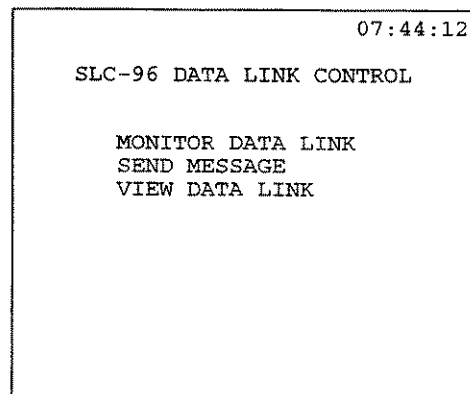 07:44:12
SLC-96 DATA LINK CONTROL
MONITOR DATA LINK
SEND MESSAGE
VIEW DATA LINK